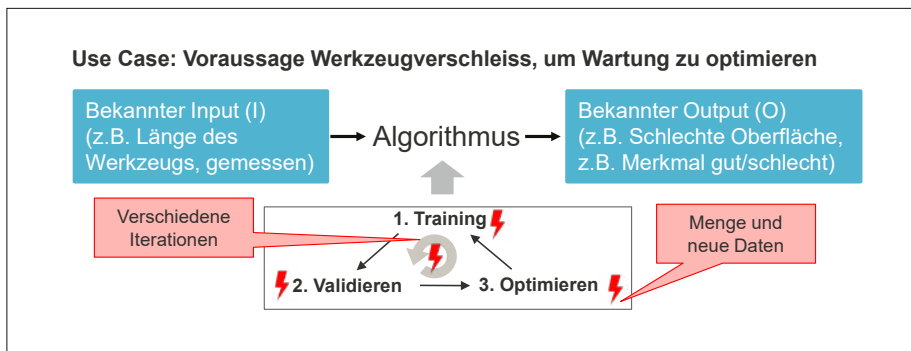 Use Case: Voraussage Werkzeugverschleiss, um Wartung zu optimieren
Bekannter Input (I)
(z.B. Länge des
Werkzeugs, gemessen)
Algorithmus
Bekannter Output (O)
(z.B. Schlechte Oberfläche,
z.B. Merkmal gut/schlecht)
Verschiedene
Iterationen
1. Training
Menge und
neue Daten
2. Validieren
3. Optimieren